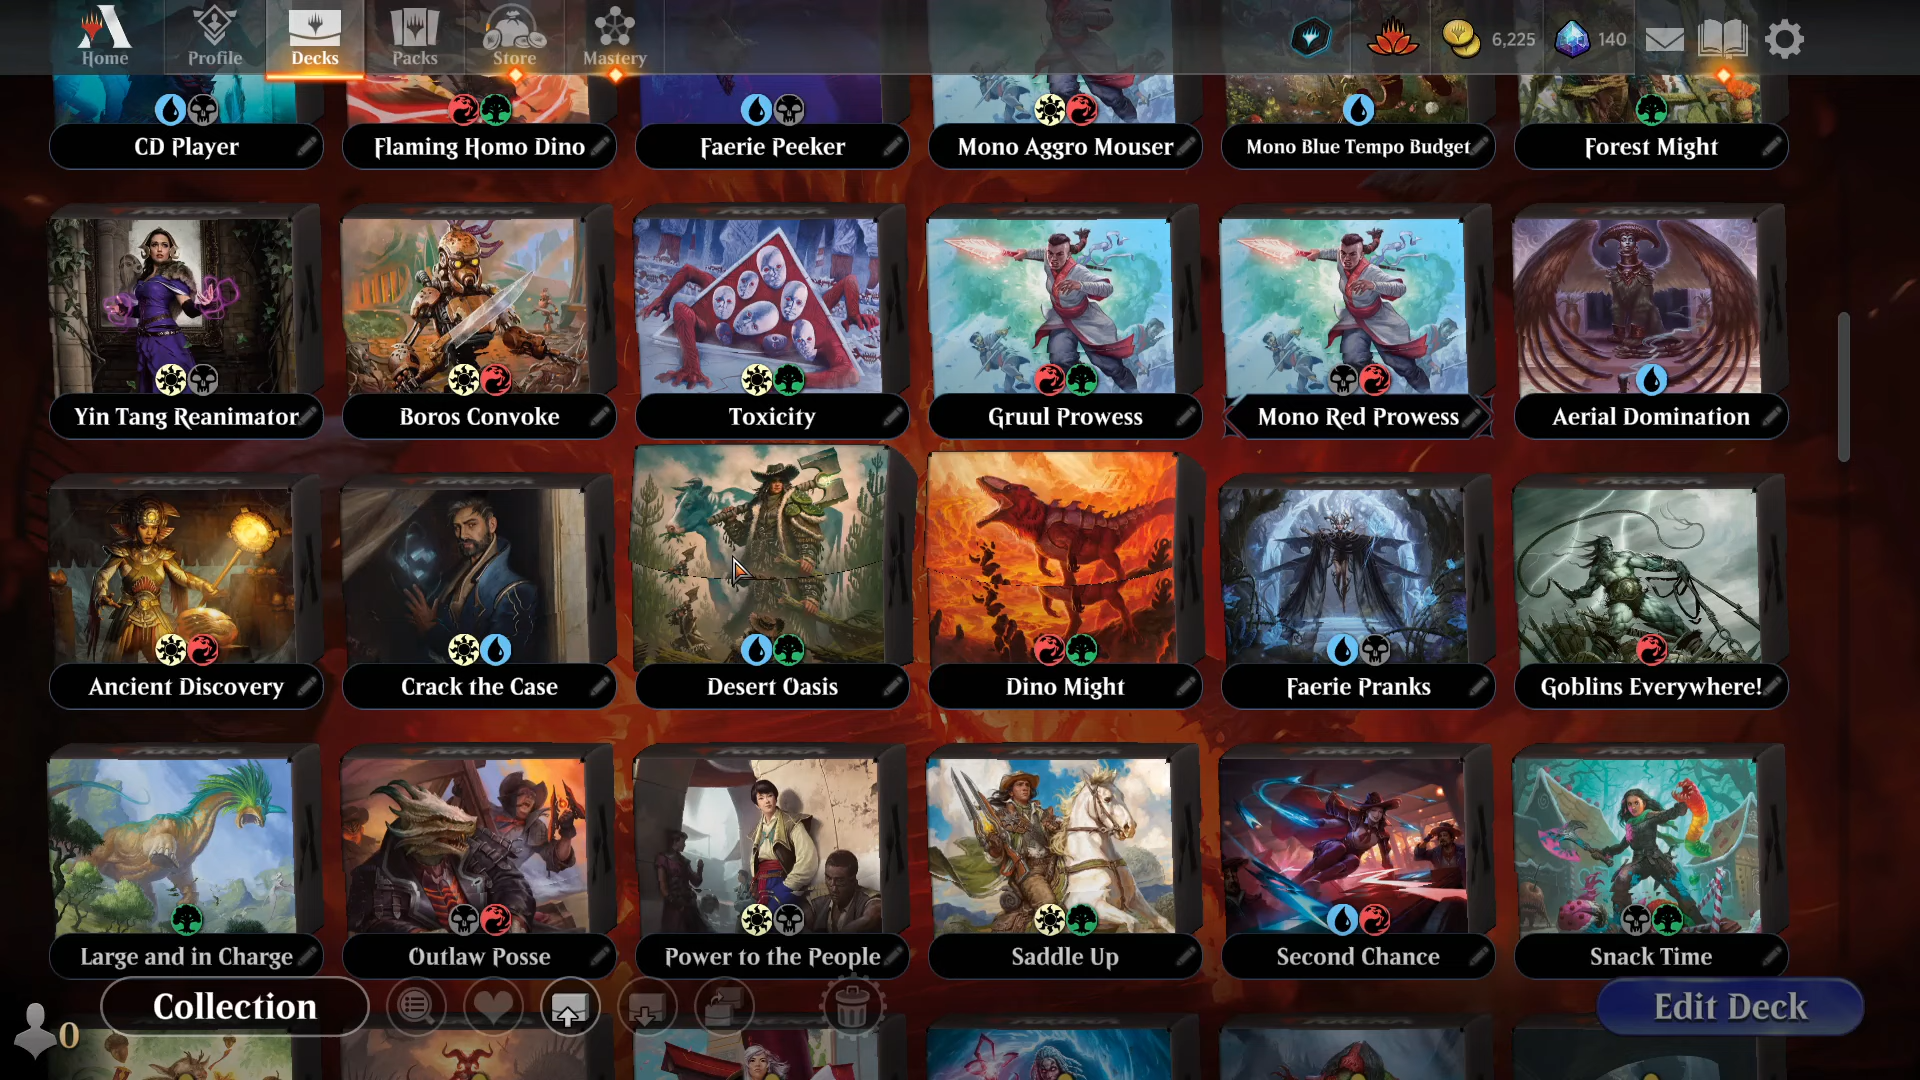 Home
Profile
Decks
Packs
Store
Mastery
6,225
140
CD Player
Flaming Homo Dino
Faerie Peeker
Mono Aggro Mouser
Mono Blue Tempo Budget
Forest Might
Yin Tang Reanimator
Boros Convoke
Toxicity
Gruul Prowess
Mono Red Prowess
Aerial Domination
Ancient Discovery
Crack the Case
Desert Oasis
Dino Might
Faerie Pranks
Goblins Everywhere!
Large and in Charge
Outlaw Posse
Power to the People
Saddle Up
Second Chance
Snack Time
0
Collection
Edit Deck